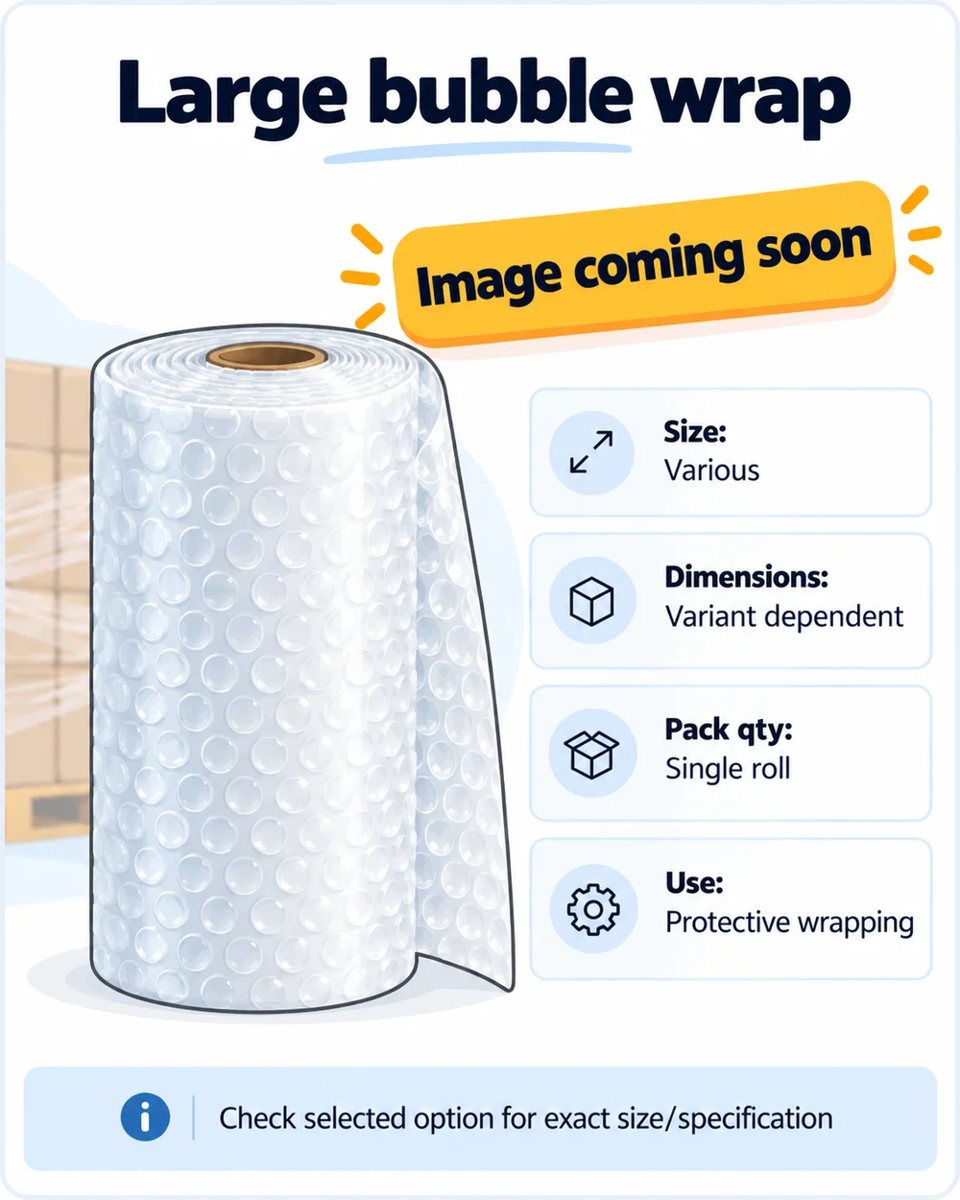 Large bubble wrap
Image coming soon
Size:
Various
Dimensions:
Variant dependent
Pack qty:
Single roll
Use:
Protective wrapping
Check selected option for exact size/specification